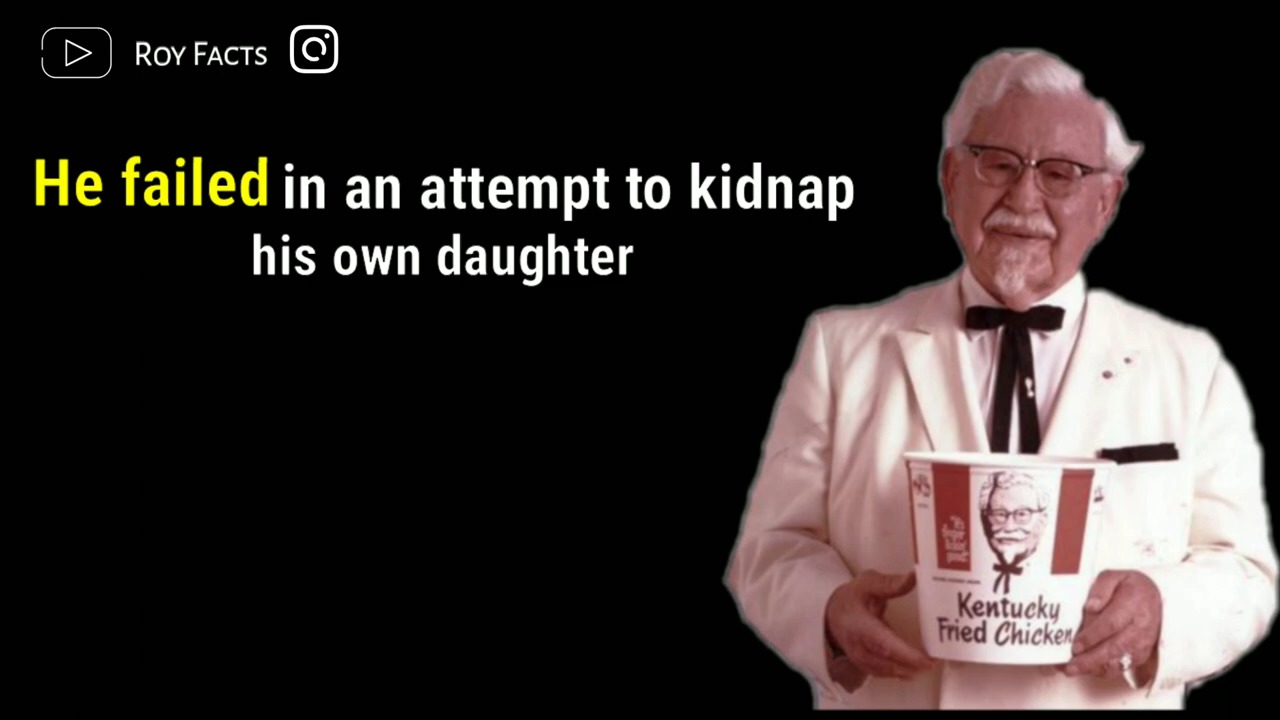 Roy Facts
He failed in an attempt to kidnap
his own daughter
Kentucky
Fried Chicken